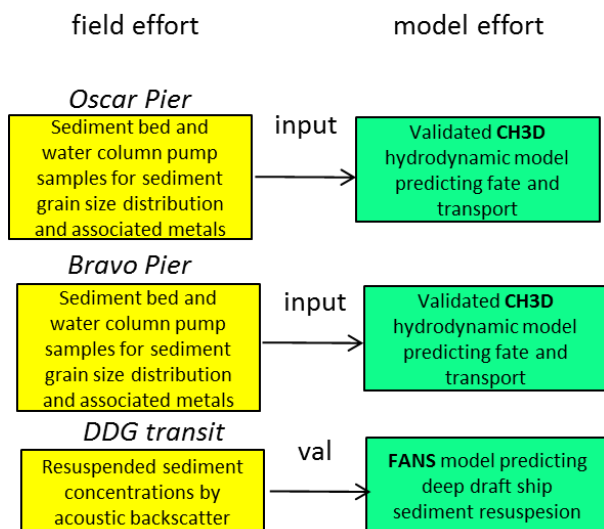 field effort
model effort
Oscar Pier
Sediment bed and
water column pump
samples for sediment
grain size distribution
and associated metals
input
Validated CH3D
hydrodynamic model
predicting fate and
transport
Bravo Pier
Sediment bed and
water column pump
samples for sediment
grain size distribution
and associated metals
input
Validated CH3D
hydrodynamic model
predicting fate and
transport
DDG transit
Resuspended sediment
concentrations by
acoustic backscatter
val
FANS model predicting
deep draft ship
sediment resuspesion